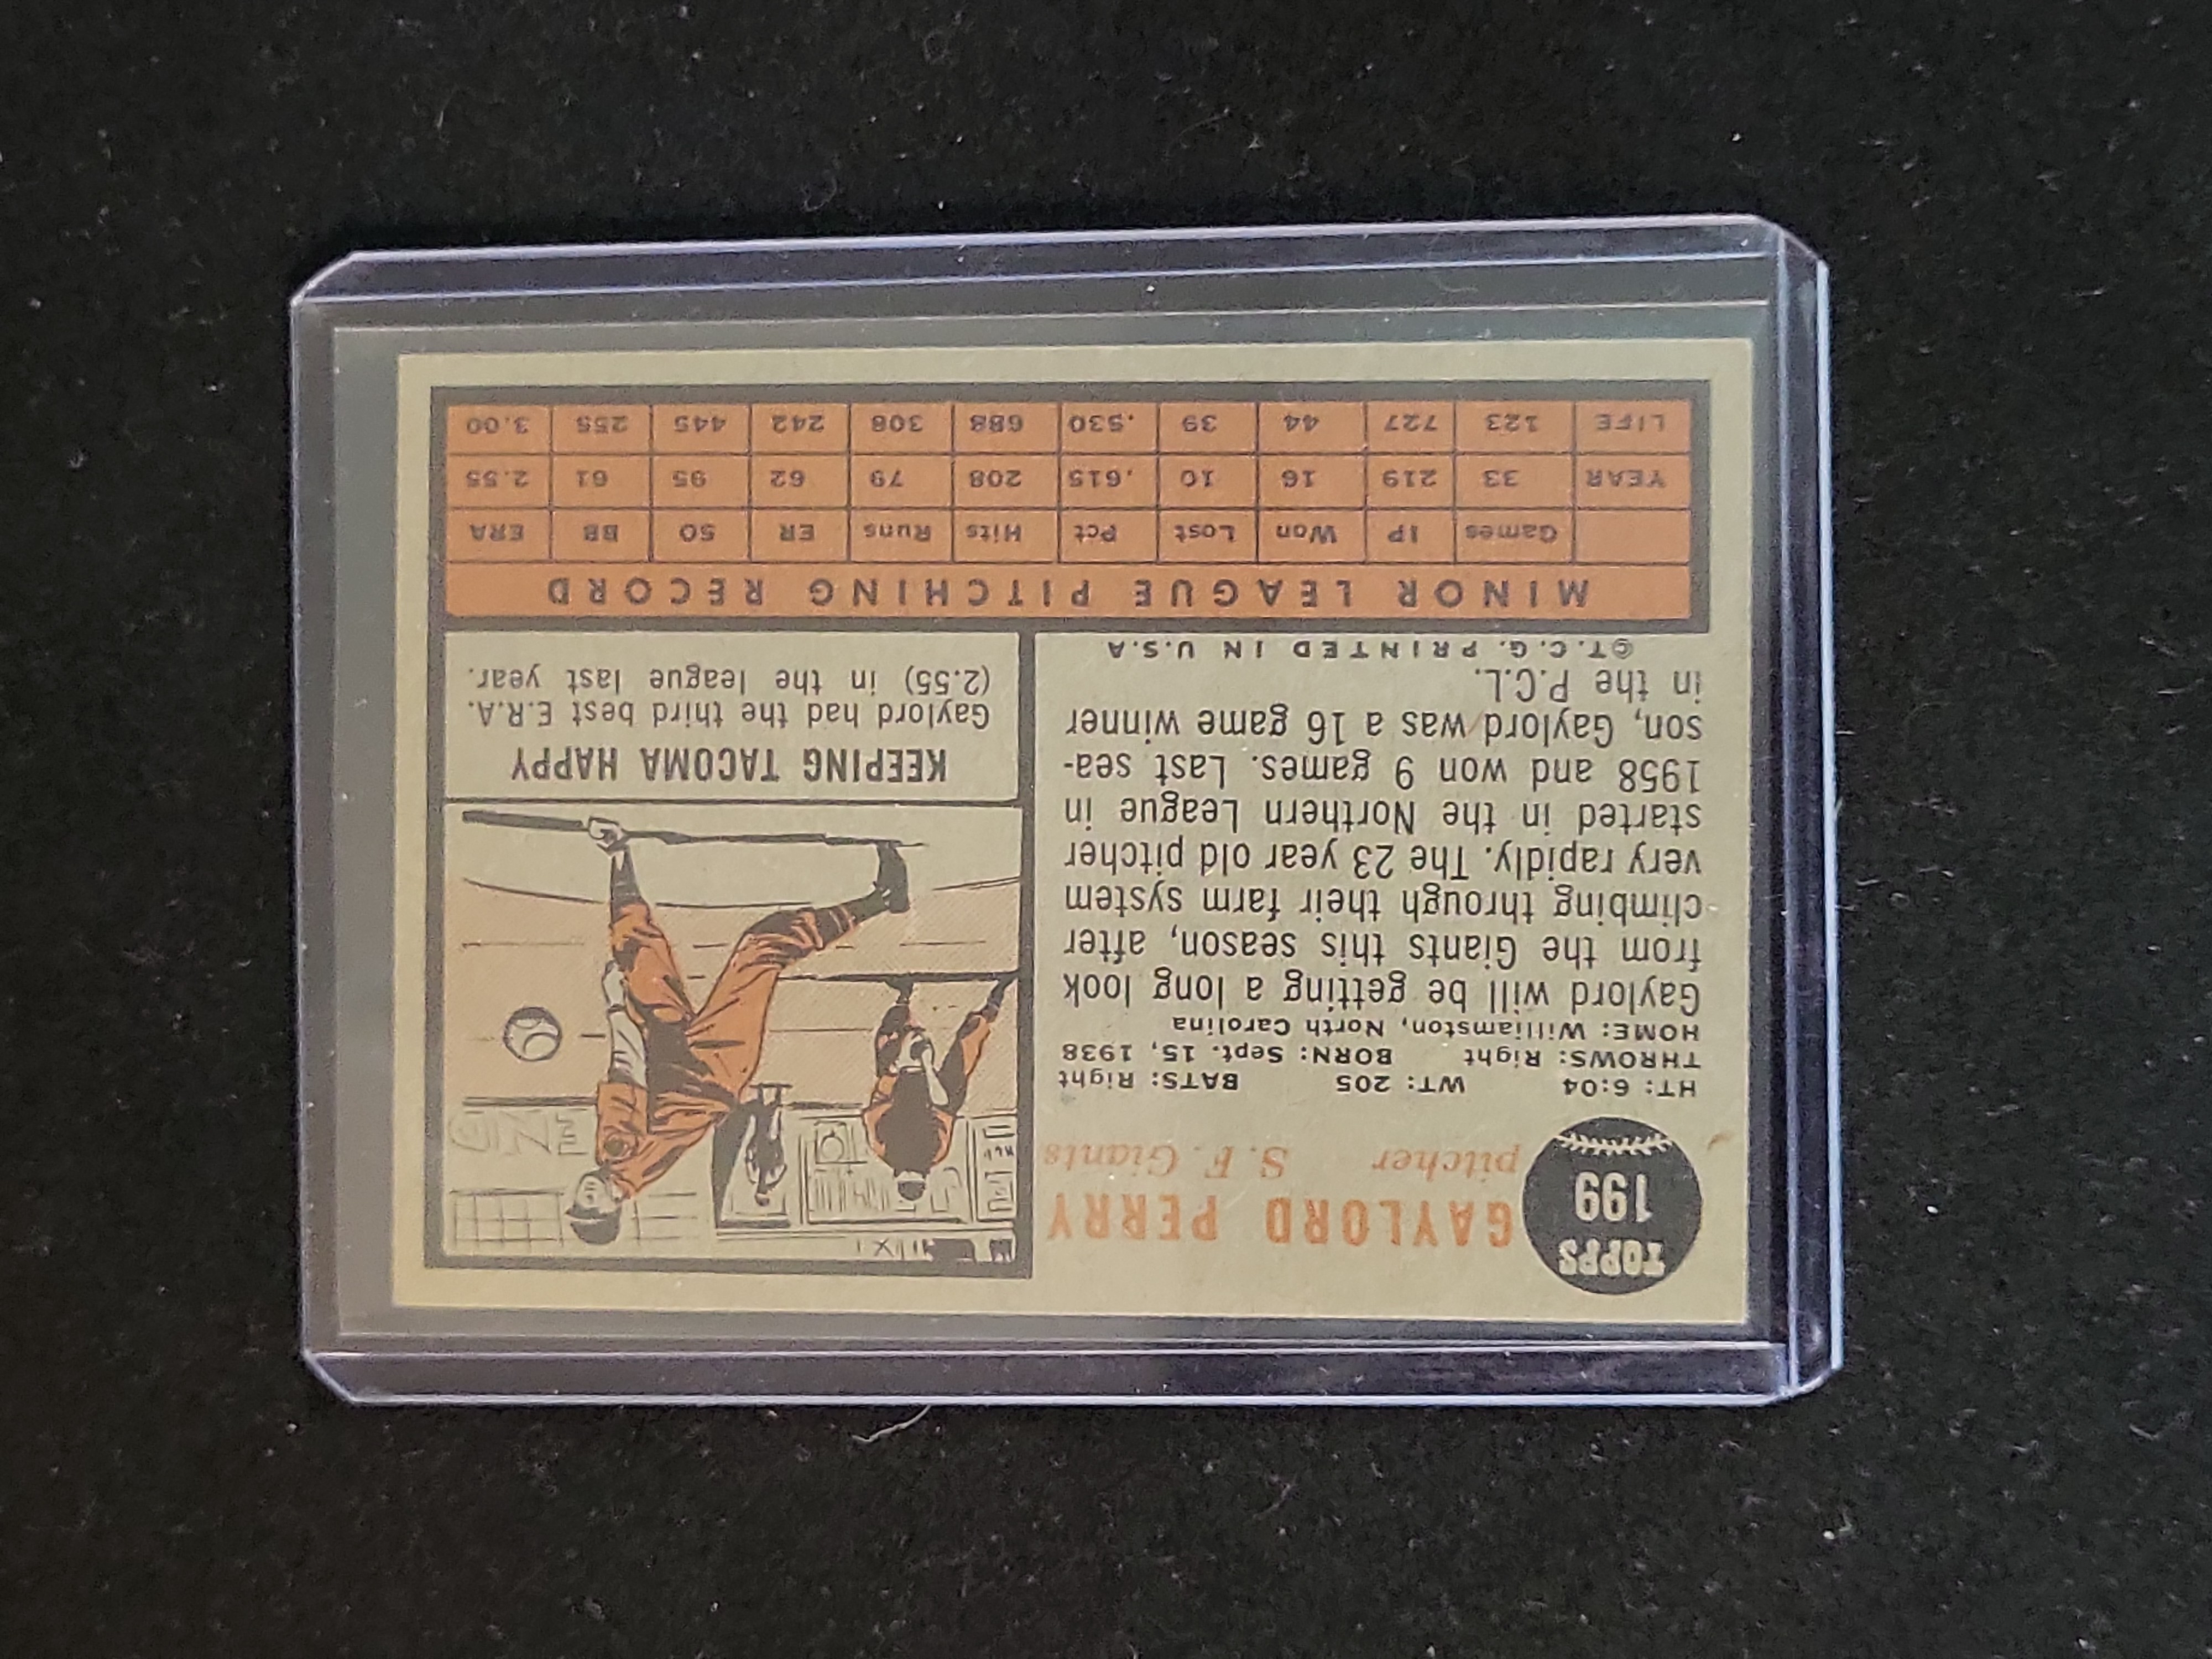 TOPPS
199
GAYLORD PERRY
pitcher S. F. Giants
HT: 6:04 WT: 205 BATS: Right
THROWS: Right BORN: Sept. 15, 1938
HOME: Williamston, North Carolina
Gaylord will be getting a long look
from the Giants this season, after
climbing through their farm system
very rapidly. The 23 year old pitcher
started in the Northern League in
1958 and won 9 games. Last sea-
son, Gaylord was a 16 game winner
in the P.C.L.
©T.C.G. PRINTED IN U.S.A
KEEPING TACOMA HAPPY
Gaylord had the third best E.R.A.
(2.55) in the league last year.
MINOR LEAGUE PITCHING RECORD
Games IP Won Lost Pct Hits Runs ER SO BB ERA
YEAR 33 219 16 10 .615 208 79 62 95 61 2.55
LIFE 123 727 44 39 .530 688 308 242 445 255 3.00